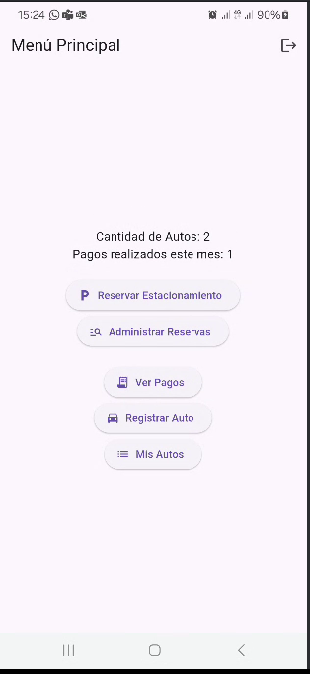 15:24 90%
Menú Principal
Cantidad de Autos: 2
Pagos realizados este mes: 1
P Reservar Estacionamiento
Administrar Reservas
Ver Pagos
Registrar Auto
Mis Autos